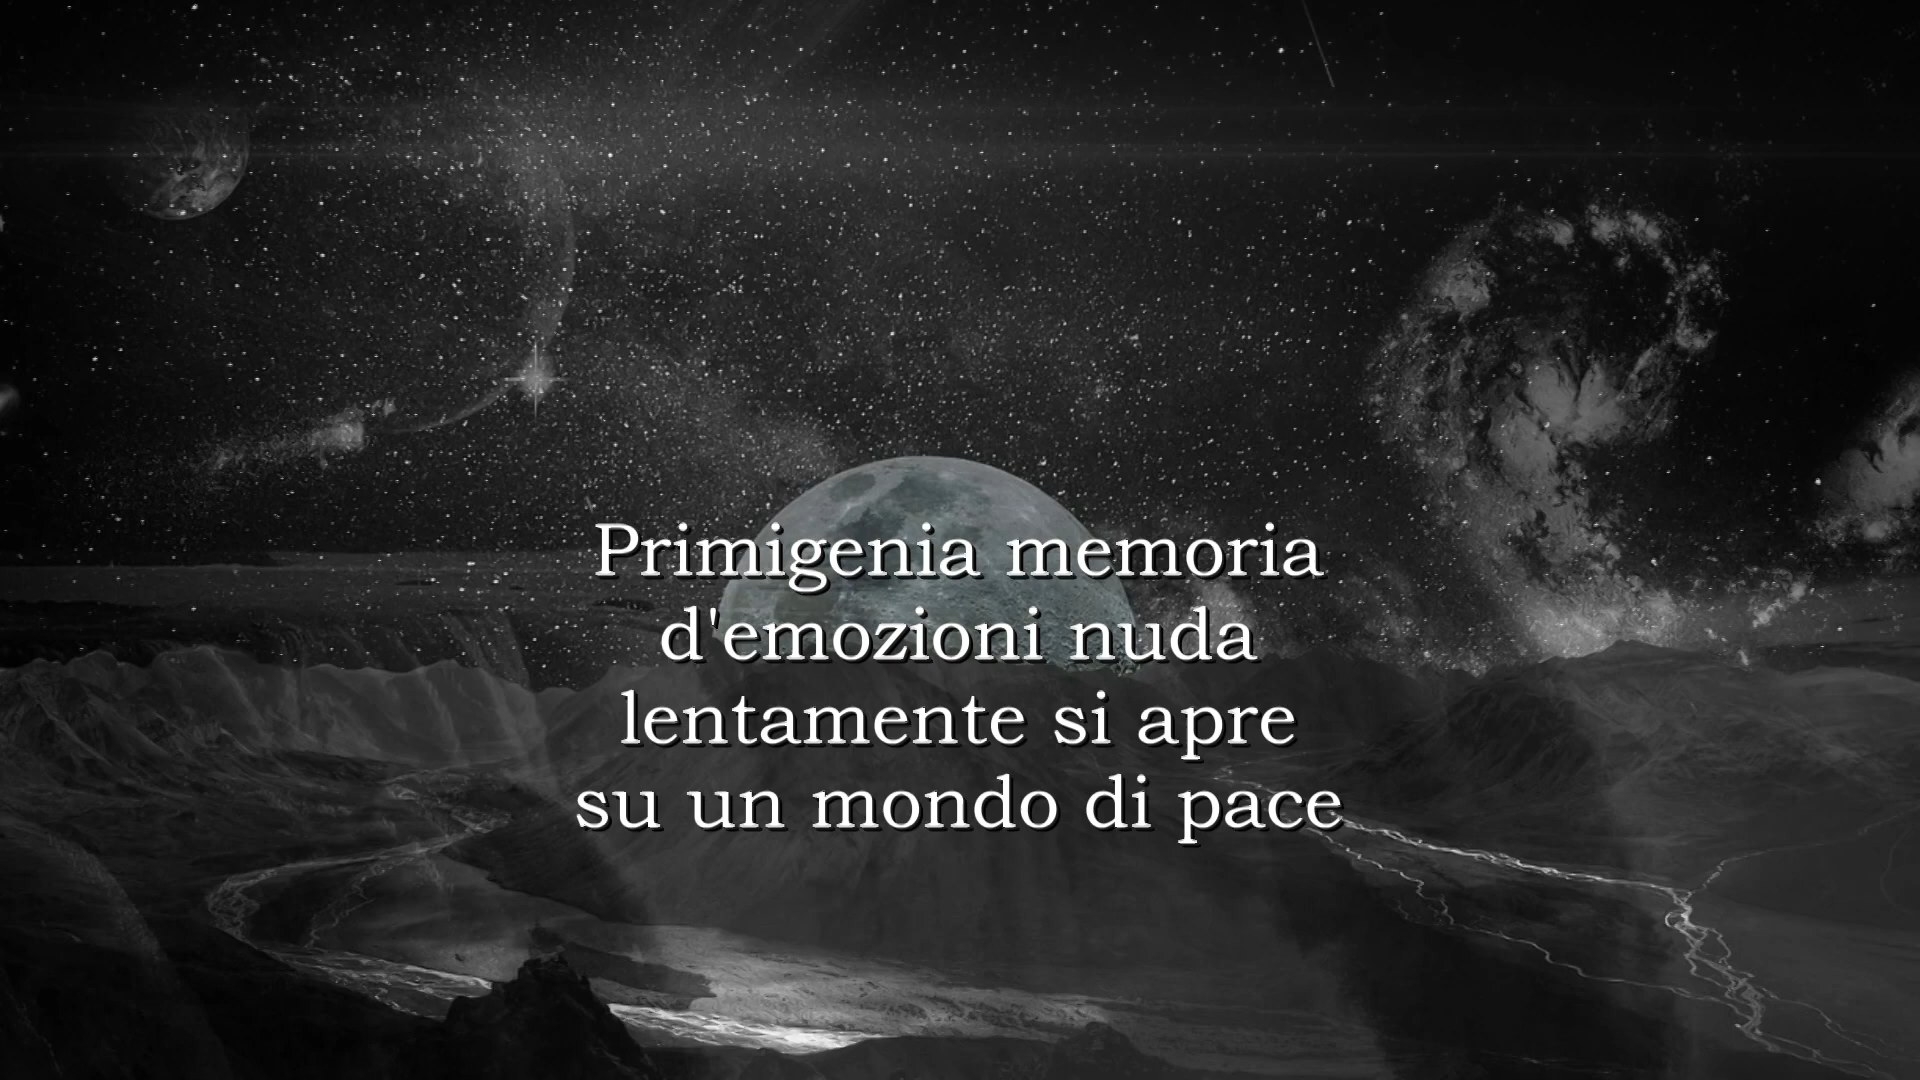 Primigenia memoria
d'emozioni nuda
lentamente si apre
su un mondo di pace